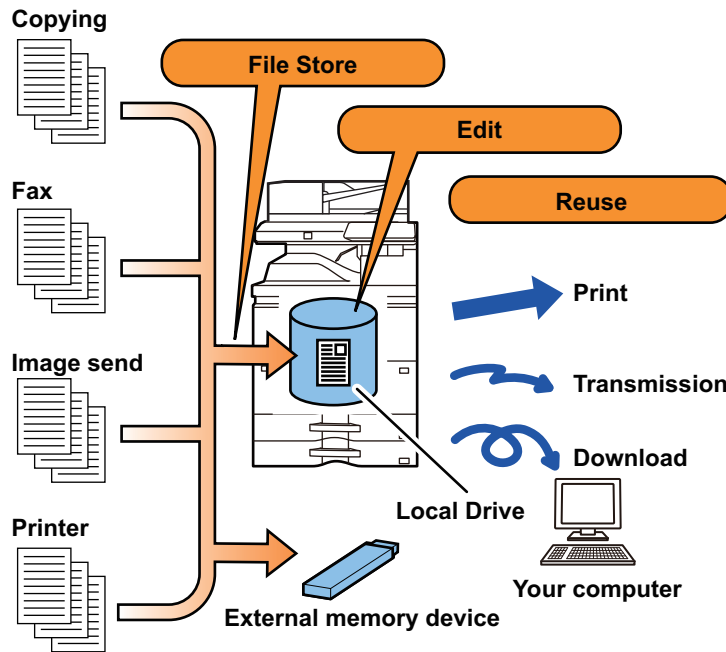 Copying
File Store
Edit
Fax
Reuse
Print
Image send
Transmission
Download
Local Drive
Printer
Your computer
External memory device